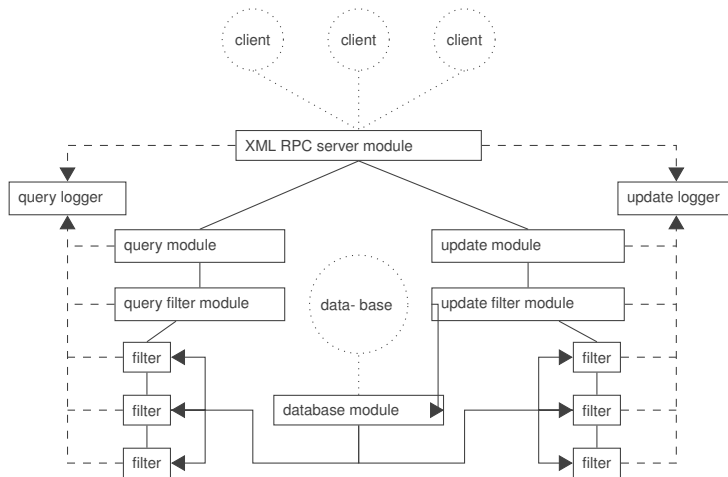 client
client
client
XML RPC server module
query logger
update logger
query module
update module
query filter module
data- base
update filter module
filter
filter
filter
database module
filter
filter
filter